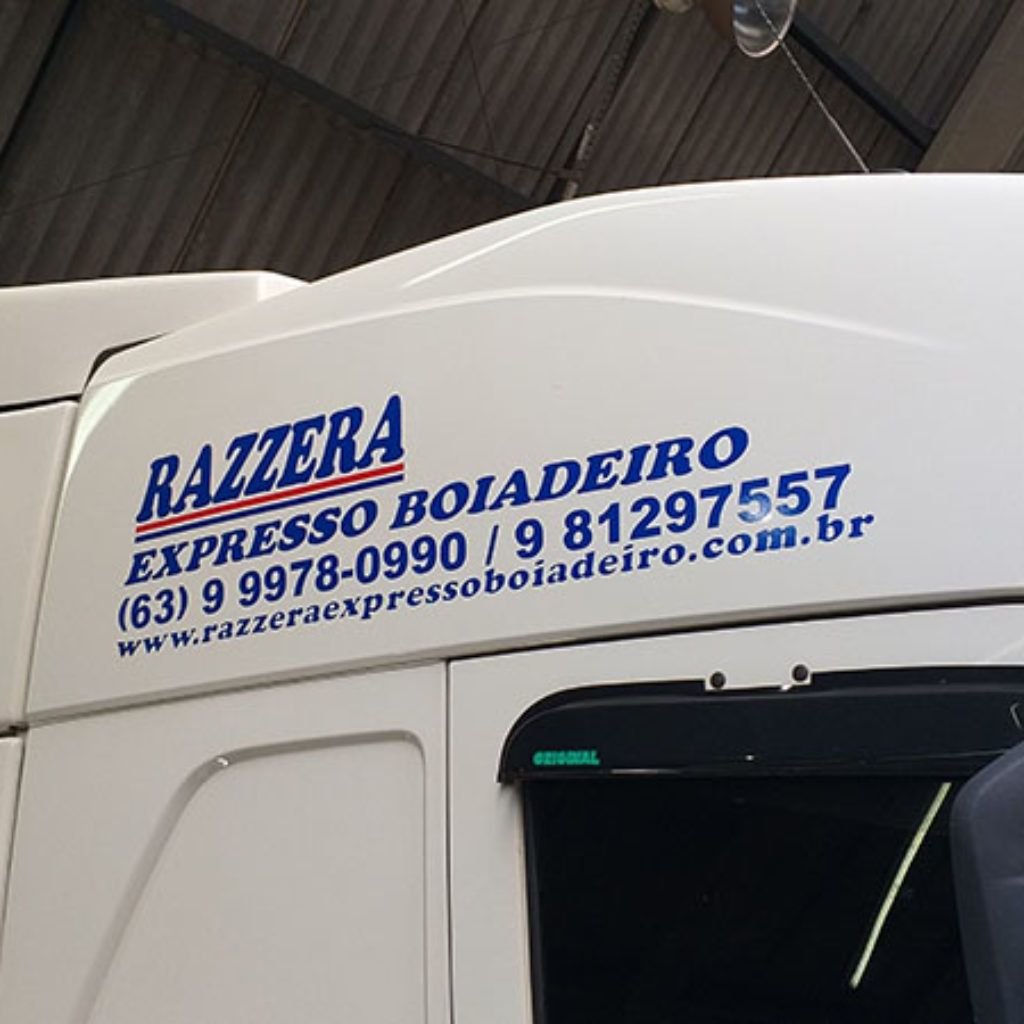 RAZZERA
EXPRESSO BOIADEIRO
(63) 9 9978-0990 / 9 81297557
www.razzeraexpressoboiadeiro.com.br
ORIGINAL